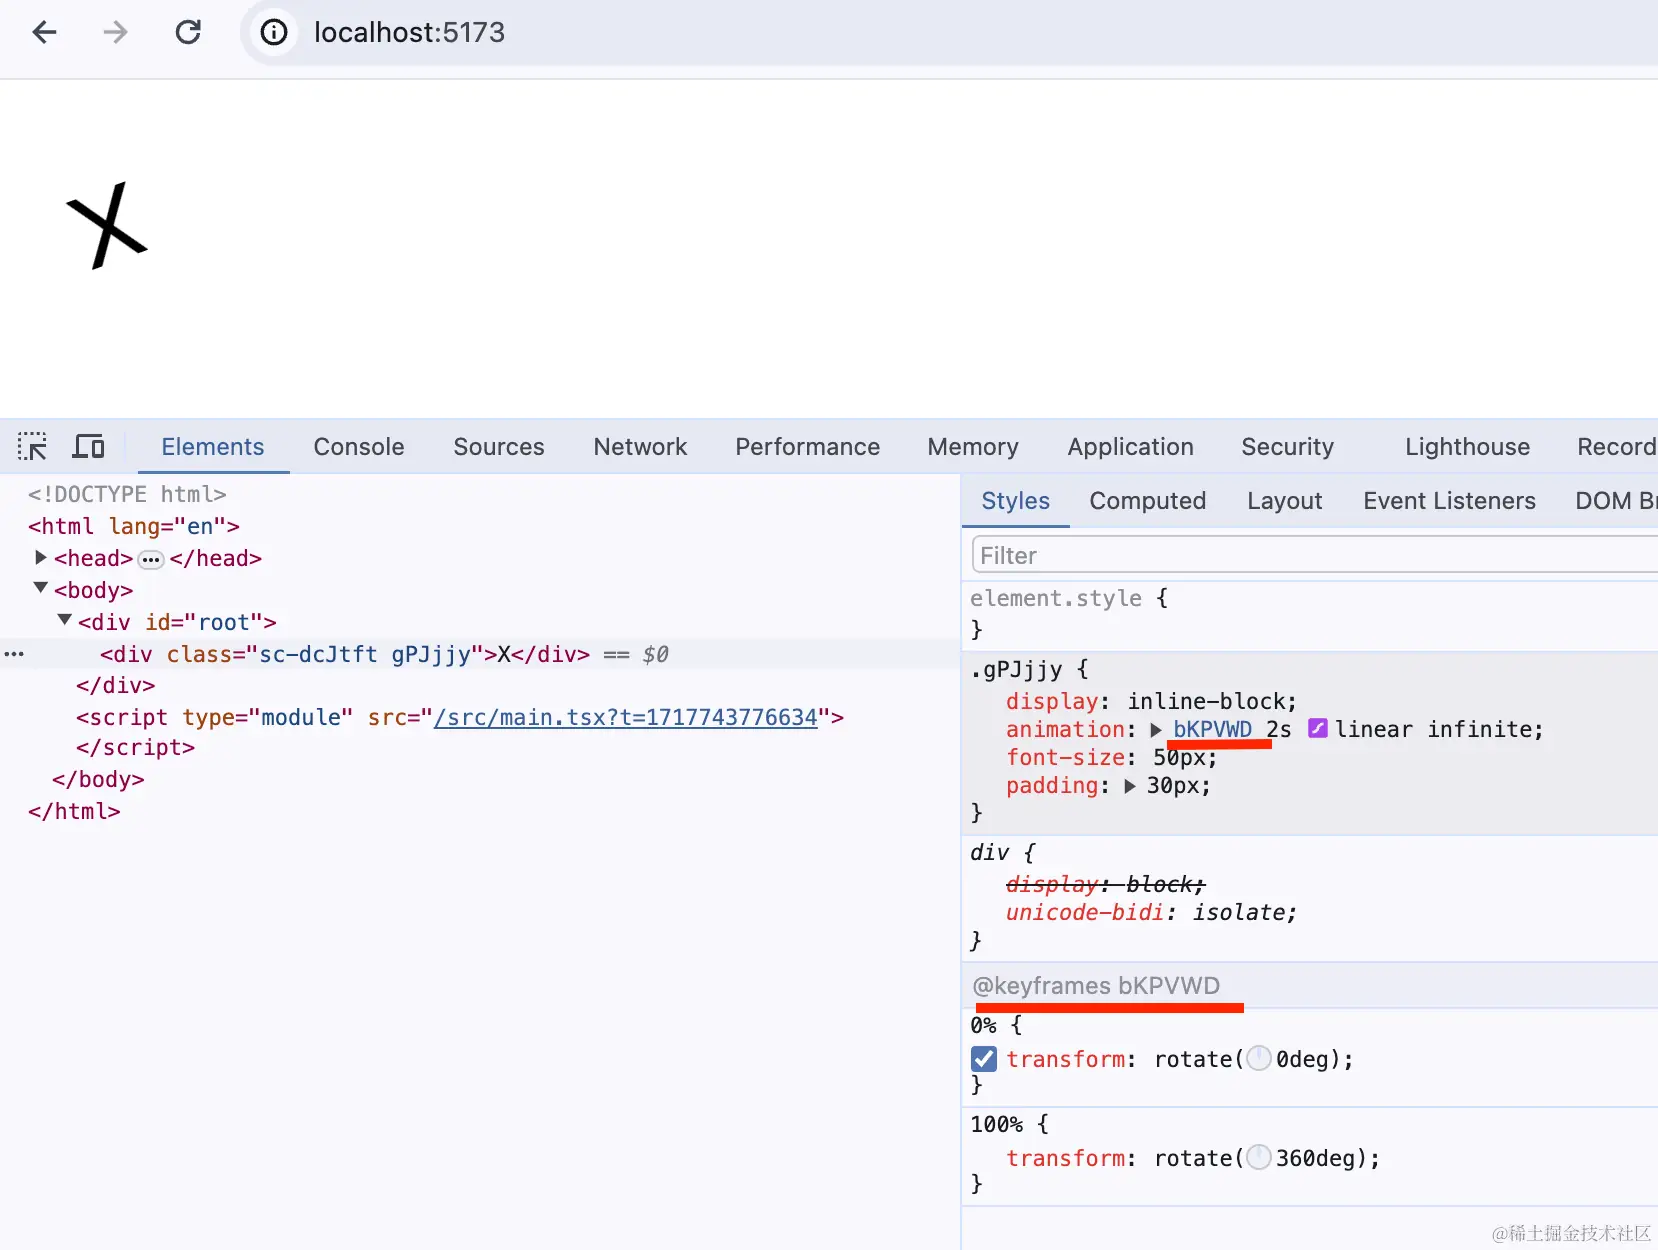 localhost:5173
X
Elements Console Sources Network Performance Memory Application Security Lighthouse Record
<!DOCTYPE html>
<html lang="en">
<head> ••• </head>
<body>
<div id="root">
••• <div class="sc-dcJtft gPJjjy">X</div> == $0
</div>
<script type="module" src="/src/main.tsx?t=1717743776634">
</script>
</body>
</html>
Styles Computed Layout Event Listeners DOM Br
Filter
element.style {
}
.gPJjjy {
display: inline-block;
animation: bKPVWD 2s linear infinite;
font-size: 50px;
padding: 30px;
}
div {
display: block;
unicode-bidi: isolate;
}
@keyframes bKPVWD
0% {
transform: rotate(0deg);
}
100% {
transform: rotate(360deg);
}
@稀土掘金技术社区